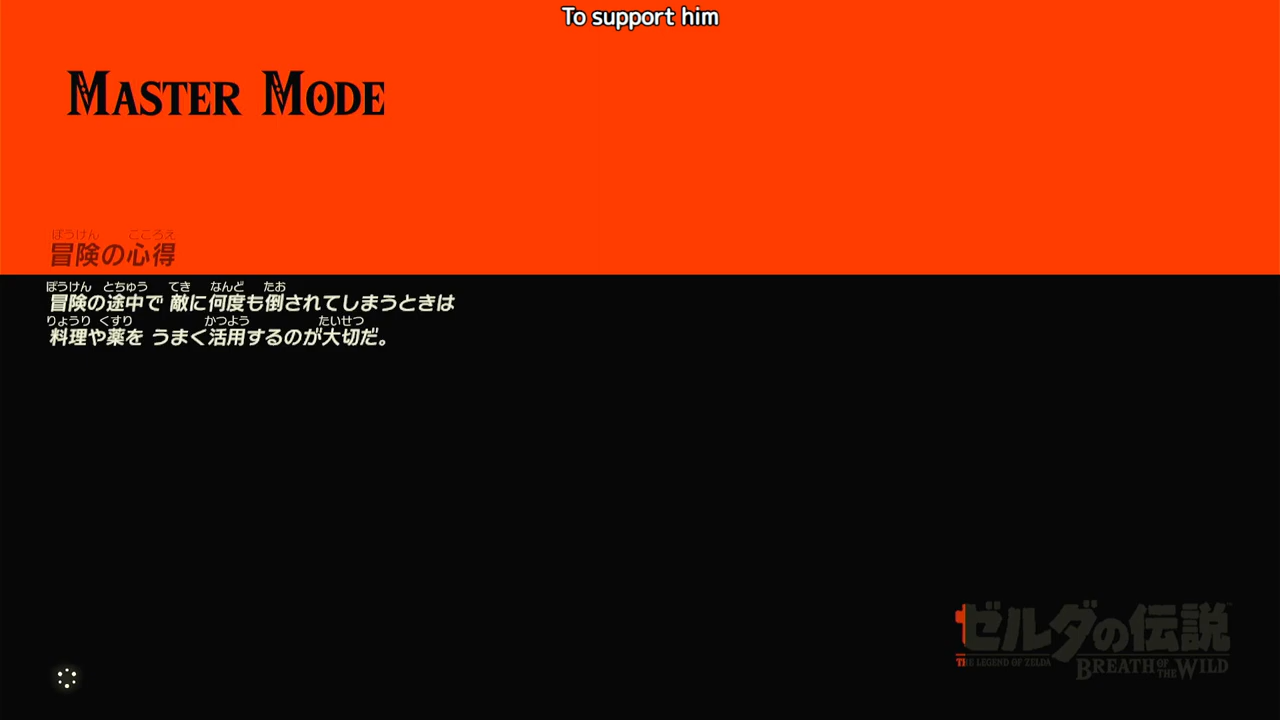 To support him
MASTER MODE
ぼうけん こころえ
冒険の心得
ぼうけん とちゅう てき なんど たお
冒険の途中で 敵に何度も倒されてしまうときは
りょうり くすり かつよう たいせつ
料理や薬を うまく活用するのが大切だ。
ゼルダの伝説
THE LEGEND OF ZELDA
BREATH OF THE WILD